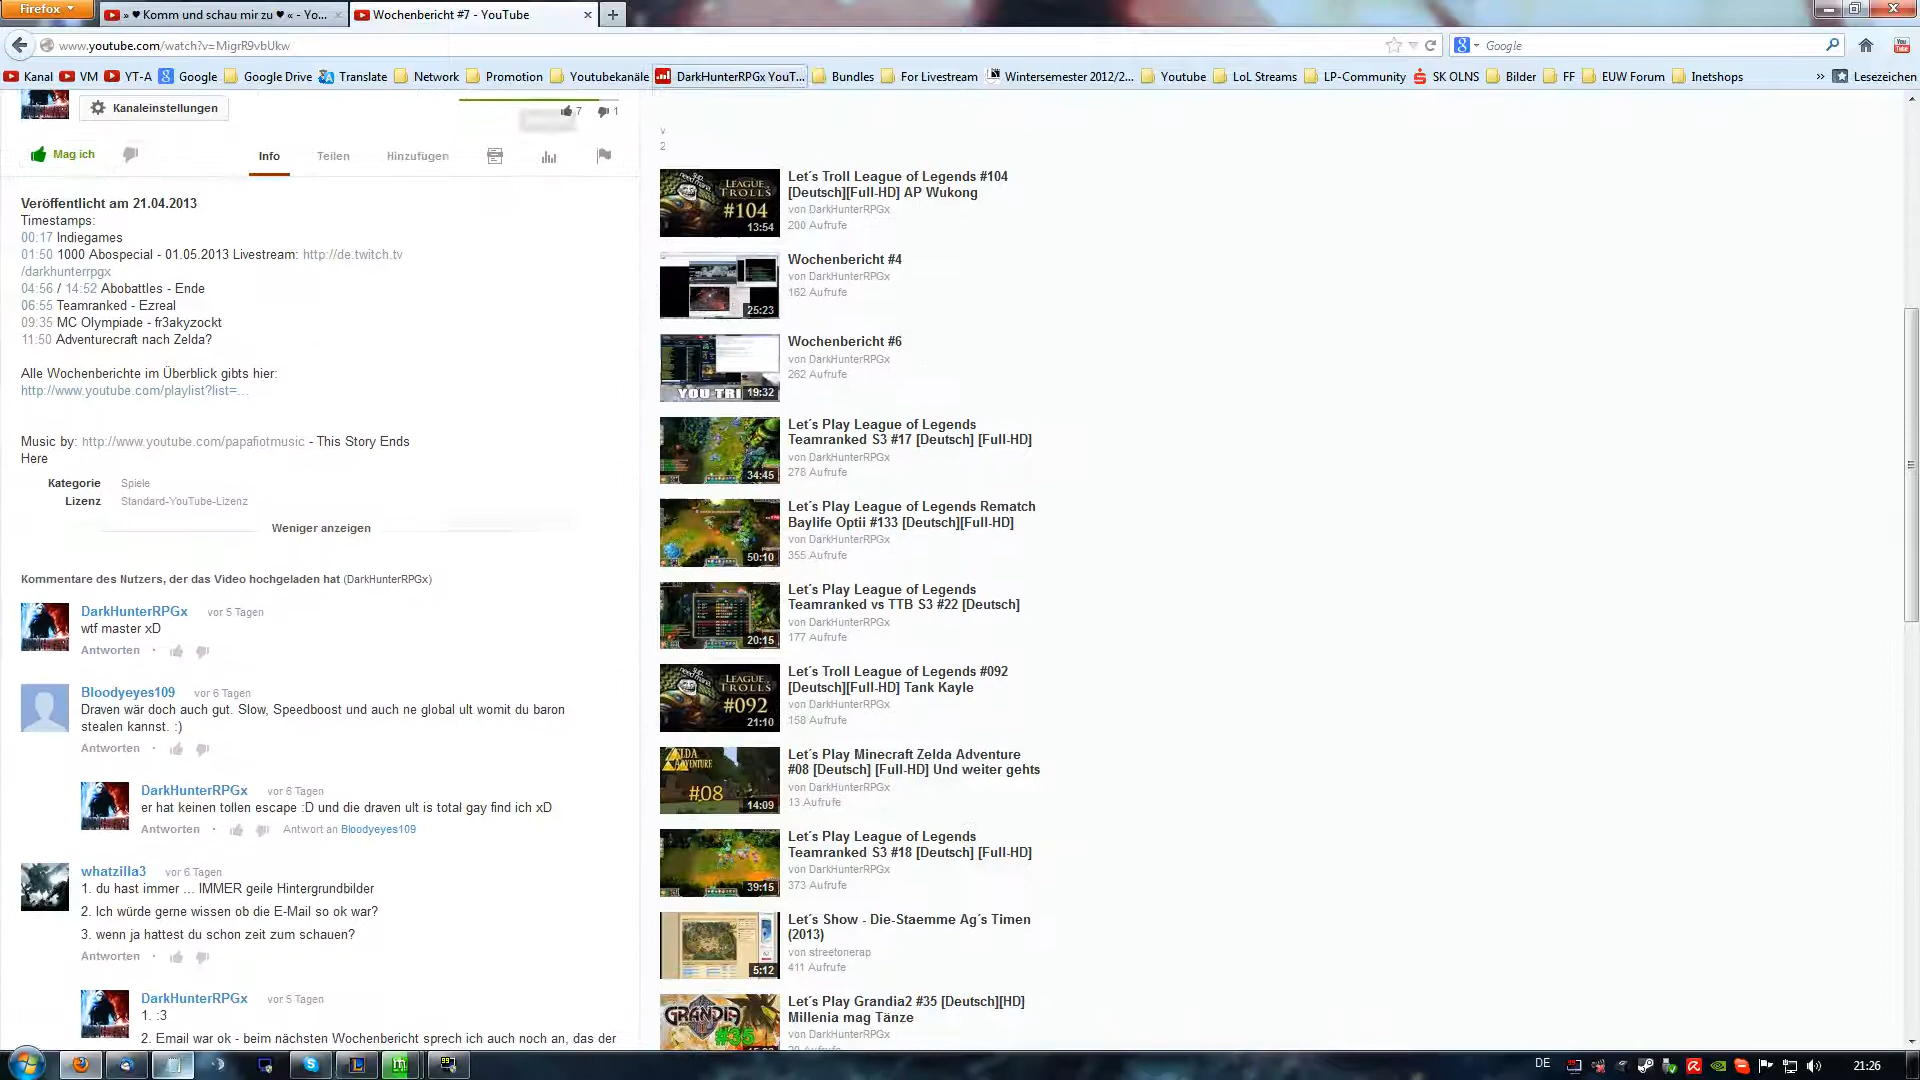 Firefox
» ♥ Komm und schau mir zu ♥ « - Yo...
Wochenbericht #7 - YouTube
www.youtube.com/watch?v=MigrR9vbUkw
Google
Kanal
VM
YT-A
Google
Google Drive
Translate
Network
Promotion
Youtubekanäle
DarkHunterRPGx YouT...
Bundles
For Livestream
Wintersemester 2012/2...
Youtube
LoL Streams
LP-Community
SK OLNS
Bilder
FF
EUW Forum
Inetshops
»
Lesezeichen
Kanaleinstellungen
7
1
Mag ich
Info
Teilen
Hinzufügen
Veröffentlicht am 21.04.2013
Timestamps:
00:17 Indiegames
01:50 1000 Abospecial - 01.05.2013 Livestream: http://de.twitch.tv
/darkhunterrpgx
04:56 / 14:52 Abobattles - Ende
06:55 Teamranked - Ezreal
09:35 MC Olympiade - fr3akyzockt
11:50 Adventurecraft nach Zelda?
Alle Wochenberichte im Überblick gibts hier:
http://www.youtube.com/playlist?list=...
Music by: http://www.youtube.com/papafiotmusic - This Story Ends
Here
Kategorie Spiele
Lizenz Standard-YouTube-Lizenz
Weniger anzeigen
Kommentare des Nutzers, der das Video hochgeladen hat (DarkHunterRPGx)
DarkHunterRPGx vor 5 Tagen
wtf master xD
Antworten
Bloodyeyes109 vor 6 Tagen
Draven wär doch auch gut. Slow, Speedboost und auch ne global ult womit du baron
stealen kannst. :)
Antworten
DarkHunterRPGx vor 6 Tagen
er hat keinen tollen escape :D und die draven ult is total gay find ich xD
Antworten Antwort an Bloodyeyes109
whatzilla3 vor 6 Tagen
1. du hast immer ... IMMER geile Hintergrundbilder
2. Ich würde gerne wissen ob die E-Mail so ok war?
3. wenn ja hattest du schon zeit zum schauen?
Antworten
DarkHunterRPGx vor 5 Tagen
1. :3
2. Email war ok - beim nächsten Wochenbericht sprech ich auch noch an, das der
v
2
LEAGUE
TROLLS
#104
13:54
Let´s Troll League of Legends #104
[Deutsch][Full-HD] AP Wukong
von DarkHunterRPGx
200 Aufrufe
25:23
Wochenbericht #4
von DarkHunterRPGx
162 Aufrufe
YOU TRI
19:32
Wochenbericht #6
von DarkHunterRPGx
262 Aufrufe
34:45
Let´s Play League of Legends
Teamranked S3 #17 [Deutsch] [Full-HD]
von DarkHunterRPGx
278 Aufrufe
50:10
Let´s Play League of Legends Rematch
Baylife Optii #133 [Deutsch][Full-HD]
von DarkHunterRPGx
355 Aufrufe
20:15
Let´s Play League of Legends
Teamranked vs TTB S3 #22 [Deutsch]
von DarkHunterRPGx
177 Aufrufe
LEAGUE
TROLLS
#092
21:10
Let´s Troll League of Legends #092
[Deutsch][Full-HD] Tank Kayle
von DarkHunterRPGx
158 Aufrufe
ADVENTURE
#08
14:09
Let´s Play Minecraft Zelda Adventure
#08 [Deutsch] [Full-HD] Und weiter gehts
von DarkHunterRPGx
13 Aufrufe
39:15
Let´s Play League of Legends
Teamranked S3 #18 [Deutsch] [Full-HD]
von DarkHunterRPGx
373 Aufrufe
5:12
Let´s Show - Die-Staemme Ag´s Timen
(2013)
von streetonerap
411 Aufrufe
GRANDIA
#35
Let´s Play Grandia2 #35 [Deutsch][HD]
Millenia mag Tänze
von DarkHunterRPGx
DE
21:26